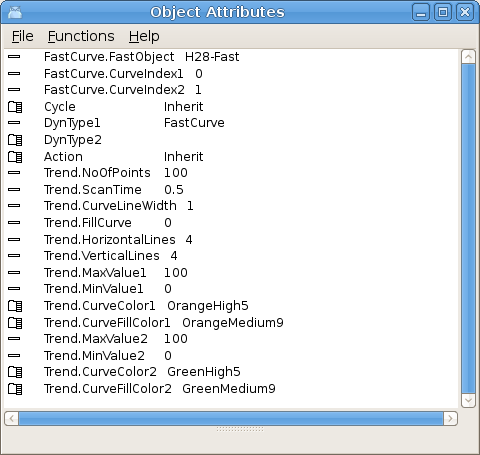 Object Attributes
File Functions Help
FastCurve.FastObject H28-Fast
FastCurve.CurveIndex1 0
FastCurve.CurveIndex2 1
Cycle Inherit
DynType1 FastCurve
DynType2
Action Inherit
Trend.NoOfPoints 100
Trend.ScanTime 0.5
Trend.CurveLineWidth 1
Trend.FillCurve 0
Trend.HorizontalLines 4
Trend.VerticalLines 4
Trend.MaxValue1 100
Trend.MinValue1 0
Trend.CurveColor1 OrangeHigh5
Trend.CurveFillColor1 OrangeMedium9
Trend.MaxValue2 100
Trend.MinValue2 0
Trend.CurveColor2 GreenHigh5
Trend.CurveFillColor2 GreenMedium9